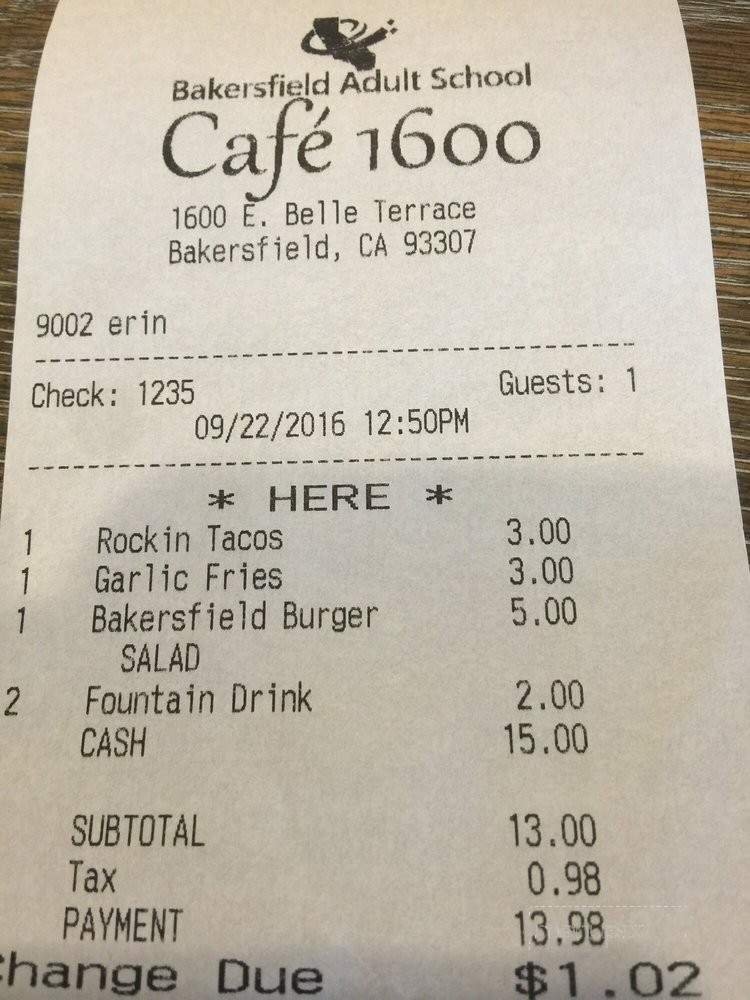 Bakersfield Adult School
Café 1600
1600 E. Belle Terrace
Bakersfield, CA 93307
9002 erin
Check: 1235 Guests: 1
09/22/2016 12:50PM
* HERE *
1 Rockin Tacos 3.00
1 Garlic Fries 3.00
1 Bakersfield Burger 5.00
SALAD
2 Fountain Drink 2.00
CASH 15.00
SUBTOTAL 13.00
Tax 0.98
PAYMENT 13.98
Change Due $1.02